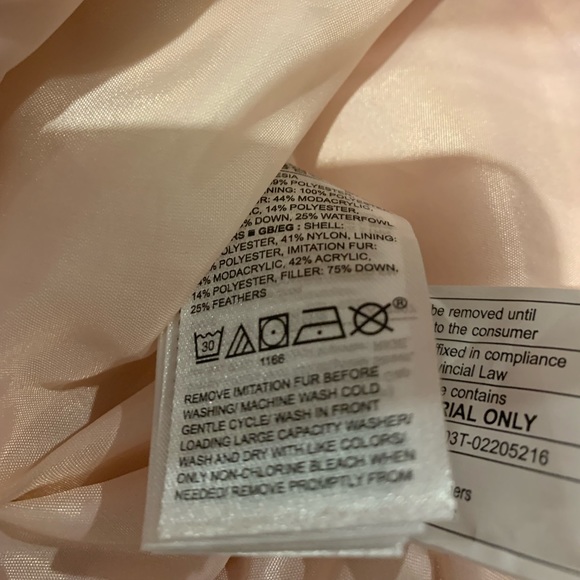 ESIA
9% POLYESTER
NING: 100% P
R: 44% MODACRYLIC,
C, 14% POLYESTER,
% DOWN, 25% WATERFOWL
RS ■ GB/EG : SHELL:
POLYESTER, 41% NYLON, LINING:
POLYESTER, IMITATION FUR:
MODACRYLIC, 42% ACRYLIC,
14% POLYESTER, FILLER: 75% DOWN,
25% FEATHERS
30
®
1166
REMOVE IMITATION FUR BEFORE
WASHING/ MACHINE WASH COLD
GENTLE CYCLE/ WASH IN FRONT
LOADING LARGE CAPACITY WASHER/
WASH AND DRY WITH LIKE COLORS/
ONLY NON-CHLORINE BLEACH WHEN
NEEDED/ REMOVE PROMPTLY FROM
be removed until
to the consumer
ffixed in compliance
vincial Law
e contains
RIAL ONLY
03T-02205216
ers